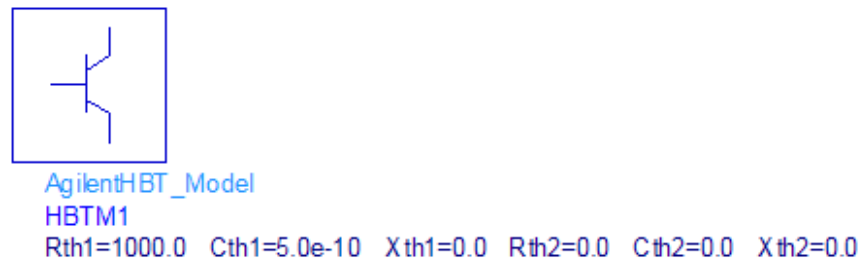 AgilentHBT_Model
HBTM1
Rth1=1000.0 Cth1=5.0e-10 Xth1=0.0 Rth2=0.0 Cth2=0.0 Xth2=0.0